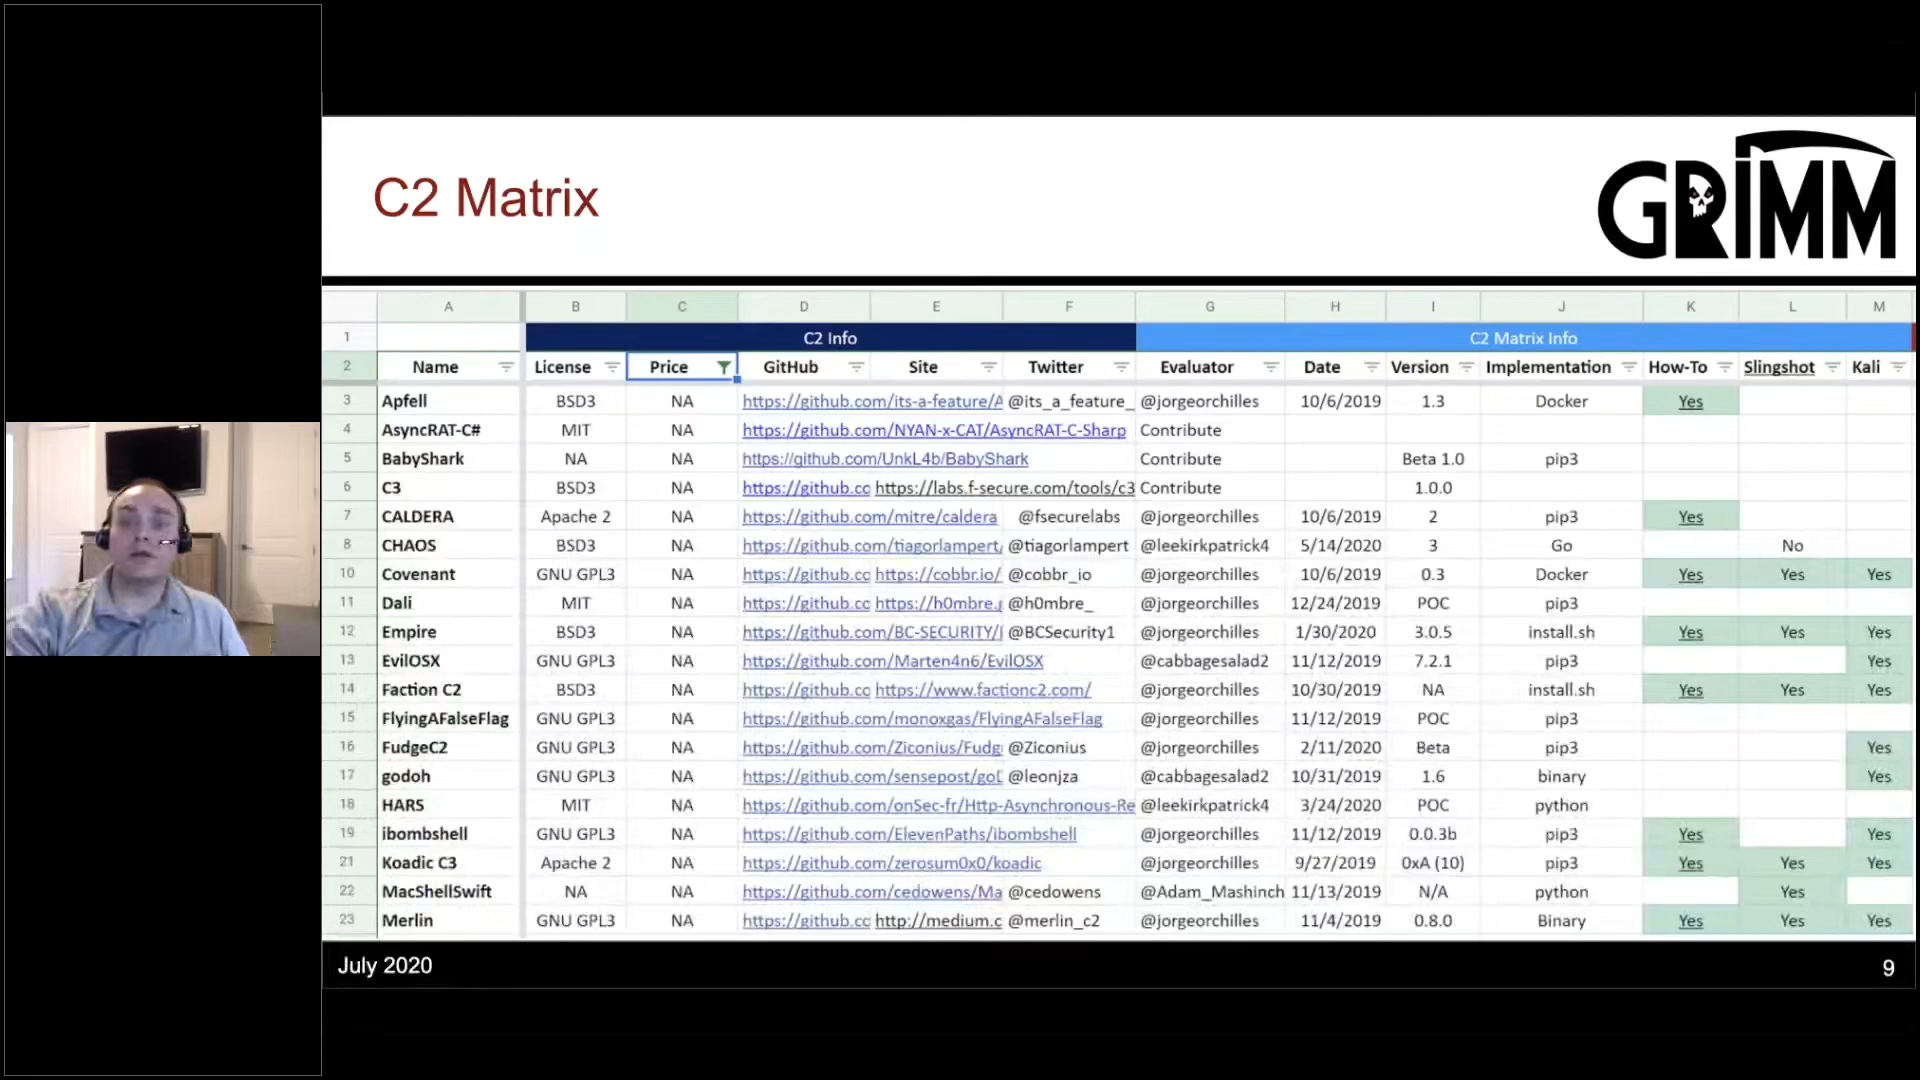 C2 Matrix
GRIMM
A B C D E F G H I J K L M
1 C2 Info C2 Matrix Info
2 Name License Price GitHub Site Twitter Evaluator Date Version Implementation How-To Slingshot Kali
3 Apfell BSD3 NA https://github.com/its-a-feature/A @its_a_feature_ @jorgeorchilles 10/6/2019 1.3 Docker Yes
4 AsyncRAT-C# MIT NA https://github.com/NYAN-x-CAT/AsyncRAT-C-Sharp Contribute
5 BabyShark NA NA https://github.com/UnkL4b/BabyShark Contribute Beta 1.0 pip3
6 C3 BSD3 NA https://github.cc https://labs.f-secure.com/tools/c3 Contribute 1.0.0
7 CALDERA Apache 2 NA https://github.com/mitre/caldera @fsecurelabs @jorgeorchilles 10/6/2019 2 pip3 Yes
8 CHAOS BSD3 NA https://github.com/tiagorlampert/ @tiagorlampert @leekirkpatrick4 5/14/2020 3 Go No
10 Covenant GNU GPL3 NA https://github.cc https://cobbr.io/ @cobbr_io @jorgeorchilles 10/6/2019 0.3 Docker Yes Yes Yes
11 Dali MIT NA https://github.cc https://h0mbre.g @h0mbre_ @jorgeorchilles 12/24/2019 POC pip3
12 Empire BSD3 NA https://github.com/BC-SECURITY/ @BCSecurity1 @jorgeorchilles 1/30/2020 3.0.5 install.sh Yes Yes Yes
13 EvilOSX GNU GPL3 NA https://github.com/Marten4n6/EvilOSX @cabbagesalad2 11/12/2019 7.2.1 pip3 Yes
14 Faction C2 BSD3 NA https://github.cc https://www.factionc2.com/ @jorgeorchilles 10/30/2019 NA install.sh Yes Yes Yes
15 FlyingAFalseFlag GNU GPL3 NA https://github.com/monoxgas/FlyingAFalseFlag @jorgeorchilles 11/12/2019 POC pip3
16 FudgeC2 GNU GPL3 NA https://github.com/Ziconius/Fudg @Ziconius @jorgeorchilles 2/11/2020 Beta pip3 Yes
17 godoh GNU GPL3 NA https://github.com/sensepost/go @leonjza @cabbagesalad2 10/31/2019 1.6 binary Yes
18 HARS MIT NA https://github.com/onSec-fr/Http-Asynchronous-Re @leekirkpatrick4 3/24/2020 POC python
19 ibombshell GNU GPL3 NA https://github.com/ElevenPaths/ibombshell @jorgeorchilles 11/12/2019 0.0.3b pip3 Yes Yes
21 Koadic C3 Apache 2 NA https://github.com/zerosum0x0/koadic @jorgeorchilles 9/27/2019 0xA (10) pip3 Yes Yes Yes
22 MacShellSwift NA NA https://github.com/cedowens/Ma @cedowens @Adam_Mashinch 11/13/2019 N/A python Yes
23 Merlin GNU GPL3 NA https://github.cc http://medium.c @merlin_c2 @jorgeorchilles 11/4/2019 0.8.0 Binary Yes Yes Yes
July 2020
9